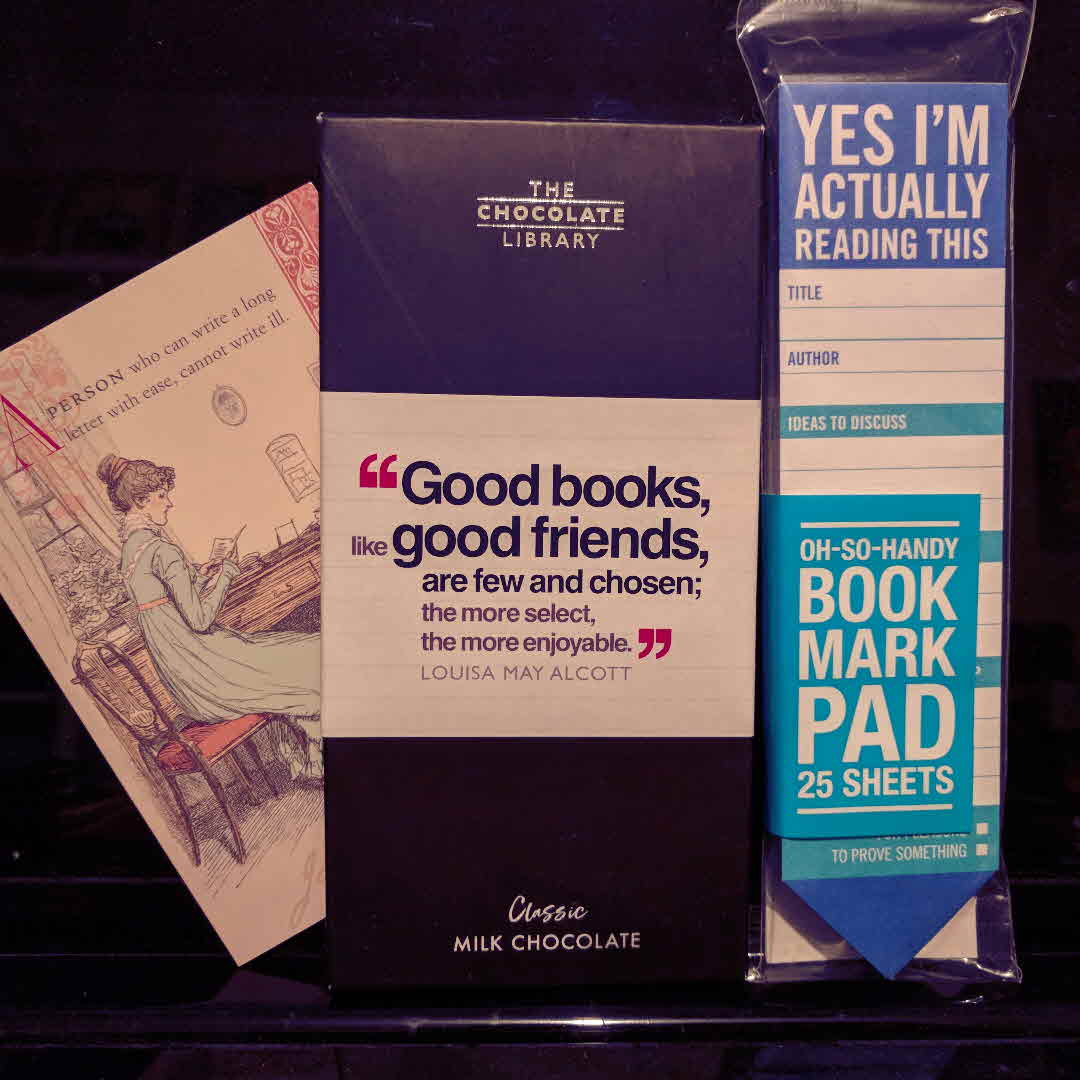 A PERSON who can write a long
letter with ease, cannot write ill.
THE
CHOCOLATE
LIBRARY
“Good books,
like good friends,
are few and chosen;
the more select,
the more enjoyable.”
LOUISA MAY ALCOTT
Classic
MILK CHOCOLATE
YES I'M
ACTUALLY
READING THIS
TITLE
AUTHOR
IDEAS TO DISCUSS
OH-SO-HANDY
BOOK
MARK
PAD
25 SHEETS
FOR PLEASURE
TO PROVE SOMETHING